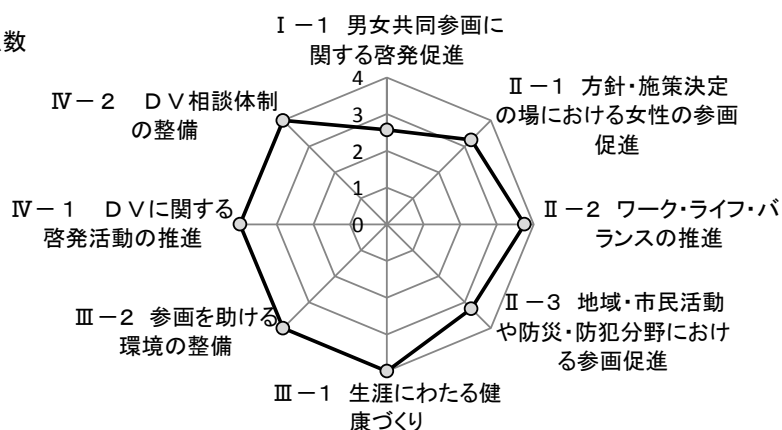 数
Ⅰ－１ 男女共同参画に
関する啓発促進
Ⅱ－１ 方針・施策決定
の場における女性の参画
促進
Ⅱ－２ ワーク・ライフ・バ
ランスの推進
Ⅱ－３ 地域・市民活動
や防災・防犯分野におけ
る参画促進
Ⅲ－１ 生涯にわたる健
康づくり
Ⅲ－２ 参画を助ける
環境の整備
Ⅳ－１ ＤＶに関する
啓発活動の推進
Ⅳ－２ ＤＶ相談体制
の整備
4
3
2
1
0